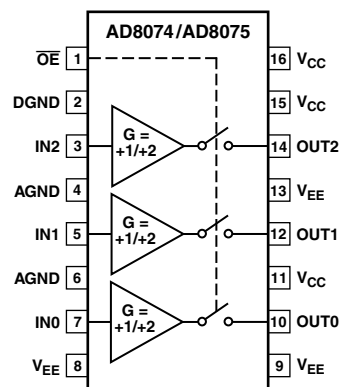 AD8074/AD8075
OE 1
16 VCC
DGND 2
15 VCC
IN2 3
G =
+1/+2
14 OUT2
AGND 4
13 VEE
IN1 5
G =
+1/+2
12 OUT1
AGND 6
11 VCC
IN0 7
G =
+1/+2
10 OUT0
VEE 8
9 VEE